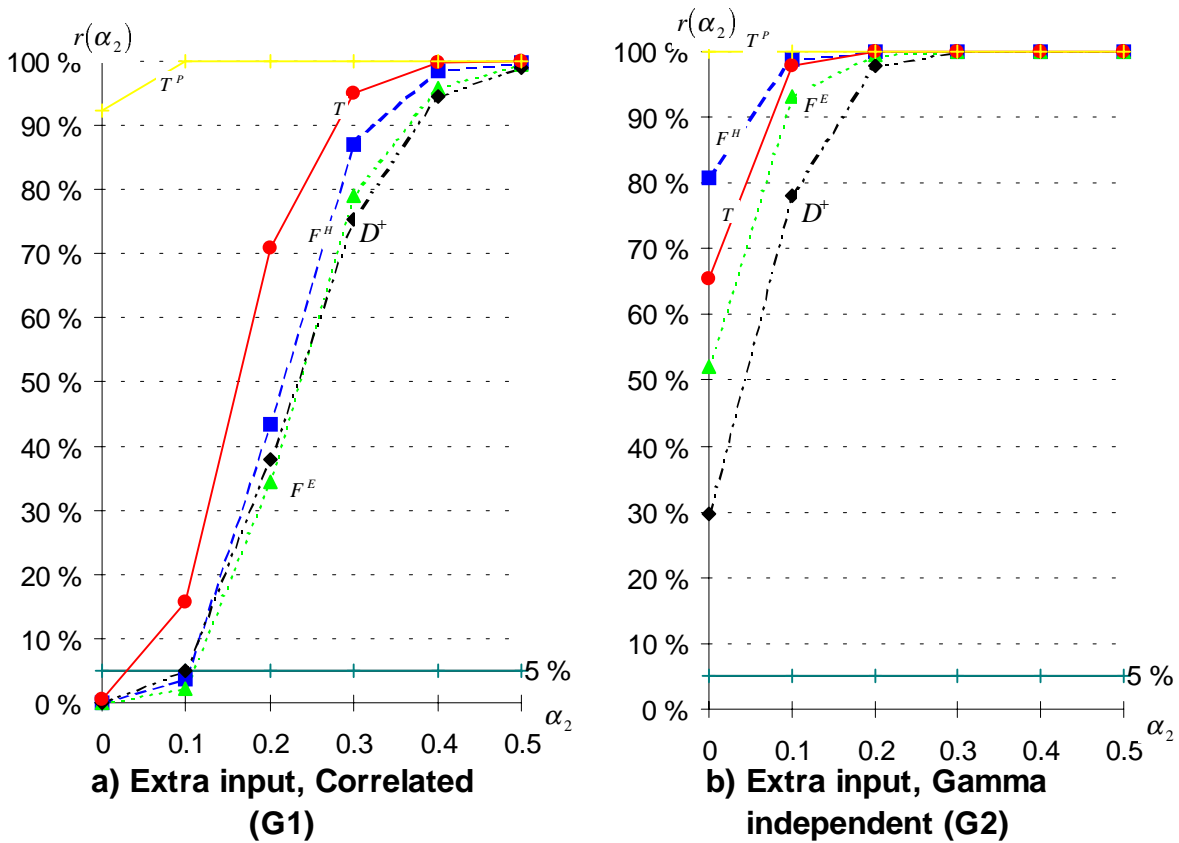 r(α₂)
100 %
90 %
80 %
70 %
60 %
50 %
40 %
30 %
20 %
10 %
0 %
T^P
T
F^H
D⁺
F^E
5 %
0 0.1 0.2 0.3 0.4 0.5
α₂
a) Extra input, Correlated
(G1)
r(α₂)
100 %
90 %
80 %
70 %
60 %
50 %
40 %
30 %
20 %
10 %
0 %
T^P
F^E
F^H
T
D⁺
5 %
0 0.1 0.2 0.3 0.4 0.5
α₂
b) Extra input, Gamma
independent (G2)